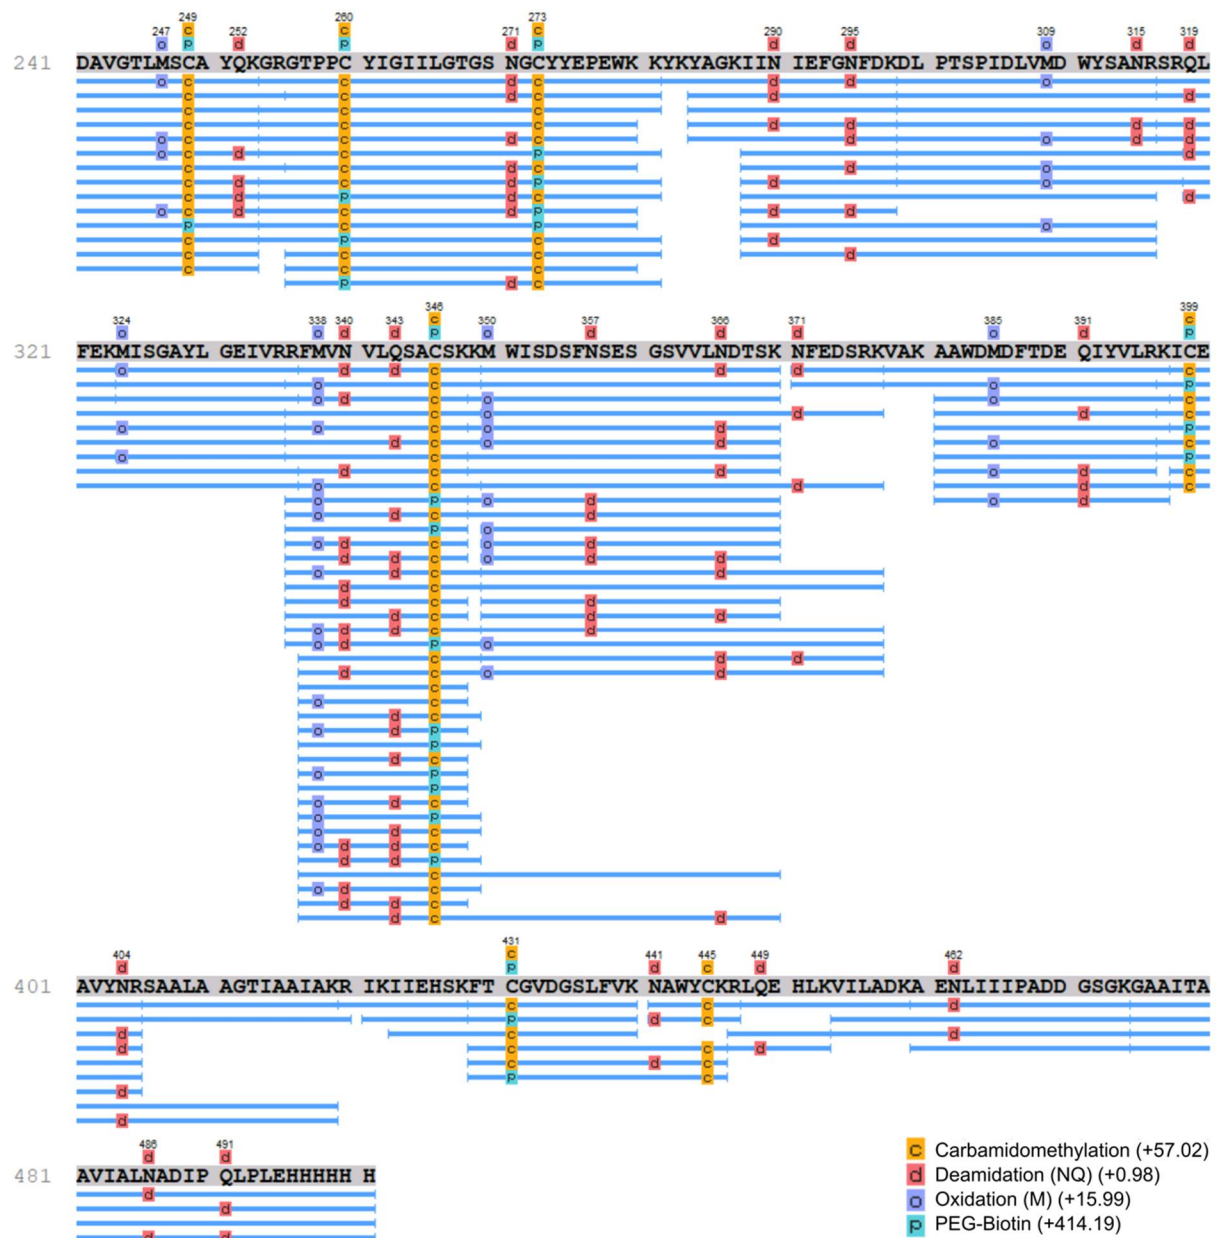 249 260 273
c c c
247 252 271 290 295 309 315 319
o p d p d p d d o d d
241 DAVGTLMSCA YQKGRGTPPC YIGIILGTGS NGCYYEPEWK KYKYAGKIIN IEFGNFDKDL PTSPIDLVMD WYSANRSRQL
346 399
c c
324 338 340 343 350 357 366 371 385 391
o o d d p o d d d o d p
321 FEKMISGAYL GEIVRRFMVN VLQSACSKKM WISDSFNSES GSVVLNDTSK NFEDSRKVAK AAWDMDFTDE QIYVLRKICE
431
c
404 441 445 449 462
d p d c d d
401 AVYNRSAALA AGTIAAIAKR IKIIEHSKFT CGVDGSLFVK NAWYCKRLQE HLKVILADKA ENLIIIPADD GSGKGAAITA
486 491
d d
481 AVIALNADIP QLPLEHHHHH H
c Carbamidomethylation (+57.02)
d Deamidation (NQ) (+0.98)
o Oxidation (M) (+15.99)
p PEG-Biotin (+414.19)